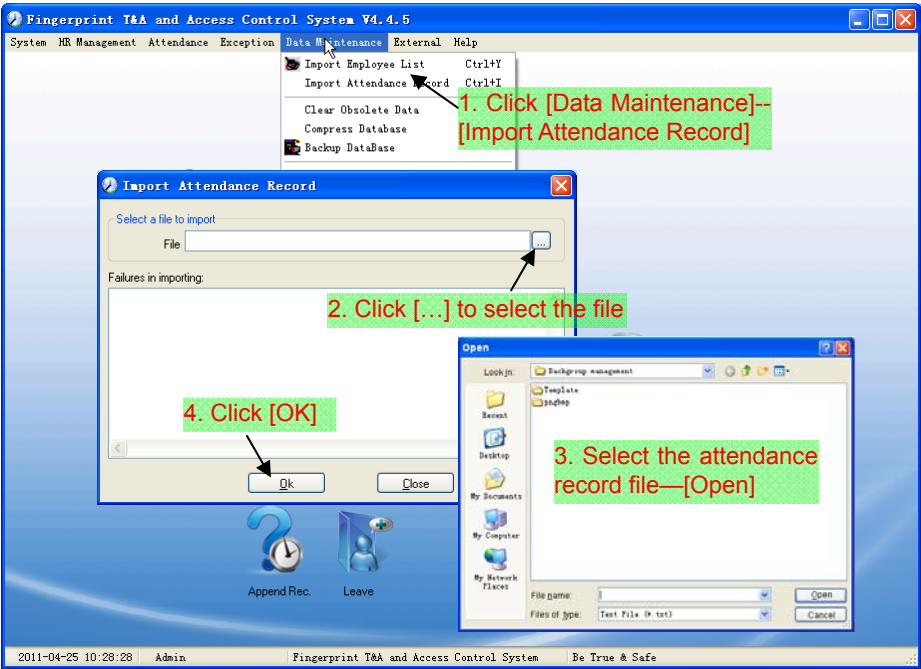 Fingerprint T&A and Access Control System V4.4.5
System HR Management Attendance Exception Data Maintenance External Help
Import Employee List Ctrl+Y
Import Attendance Record Ctrl+I
1. Click [Data Maintenance]--
[Import Attendance Record]
Clear Obsolete Data
Compress Database
Backup DataBase
Import Attendance Record
Select a file to import
File
...
Failures in importing:
2. Click […] to select the file
4. Click [OK]
Ok
Close
Open
Look in:
Backgroup management
Template
pngbmp
Recent
Desktop
My Documents
My Computer
My Network
Places
3. Select the attendance
record file—[Open]
File name:
Open
Files of type:
Text File (*.txt)
Cancel
Append Rec.
Leave
2011-04-25 10:28:28 Admin Fingerprint T&A and Access Control System Be True & Safe